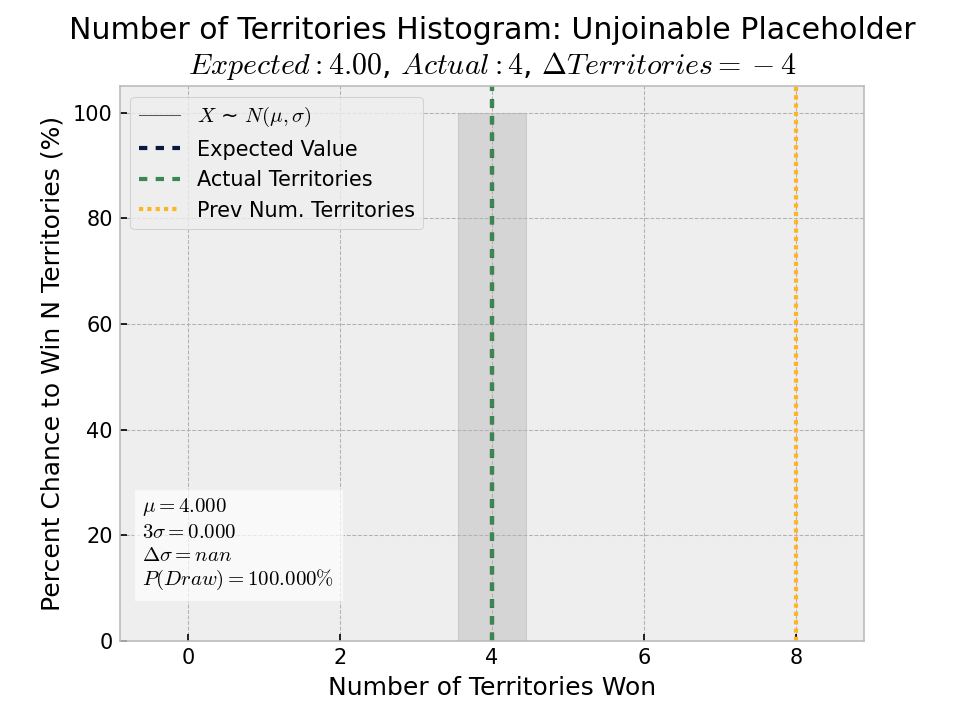 Number of Territories Histogram: Unjoinable Placeholder
Expected : 4.00, Actual : 4, ΔTerritories = −4
X ∼ N(μ, σ)
Expected Value
Actual Territories
Prev Num. Territories
Percent Chance to Win N Territories (%)
100
80
60
40
20
0
μ = 4.000
3σ = 0.000
Δσ = nan
P(Draw) = 100.000%
0 2 4 6 8
Number of Territories Won